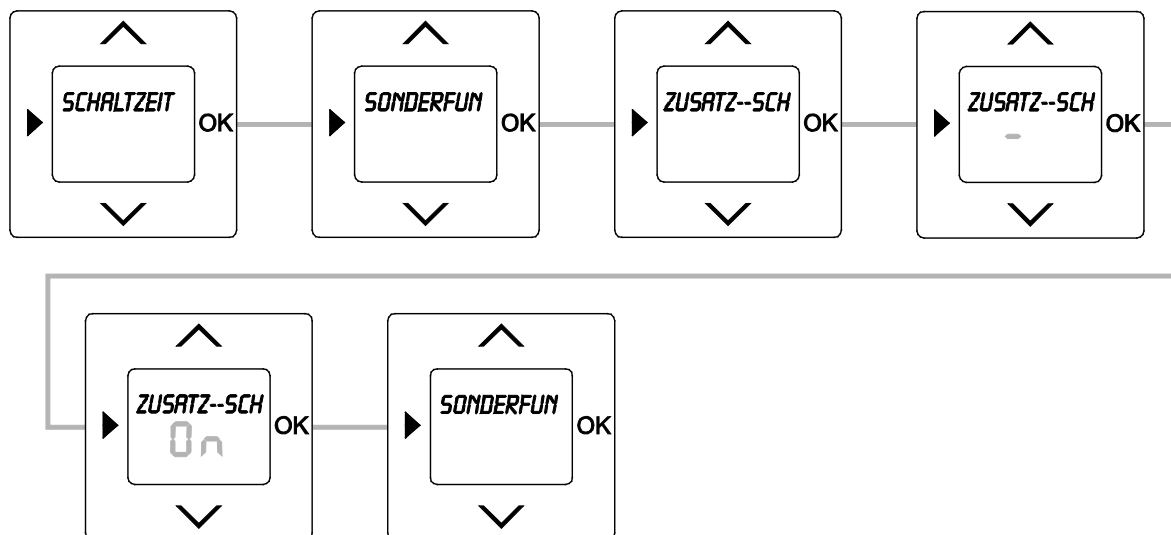 SCHALTZEIT
OK
SONDERFUN
OK
ZUSATZ--SCH
OK
ZUSATZ--SCH
-
OK
ZUSATZ--SCH
On
OK
SONDERFUN
OK